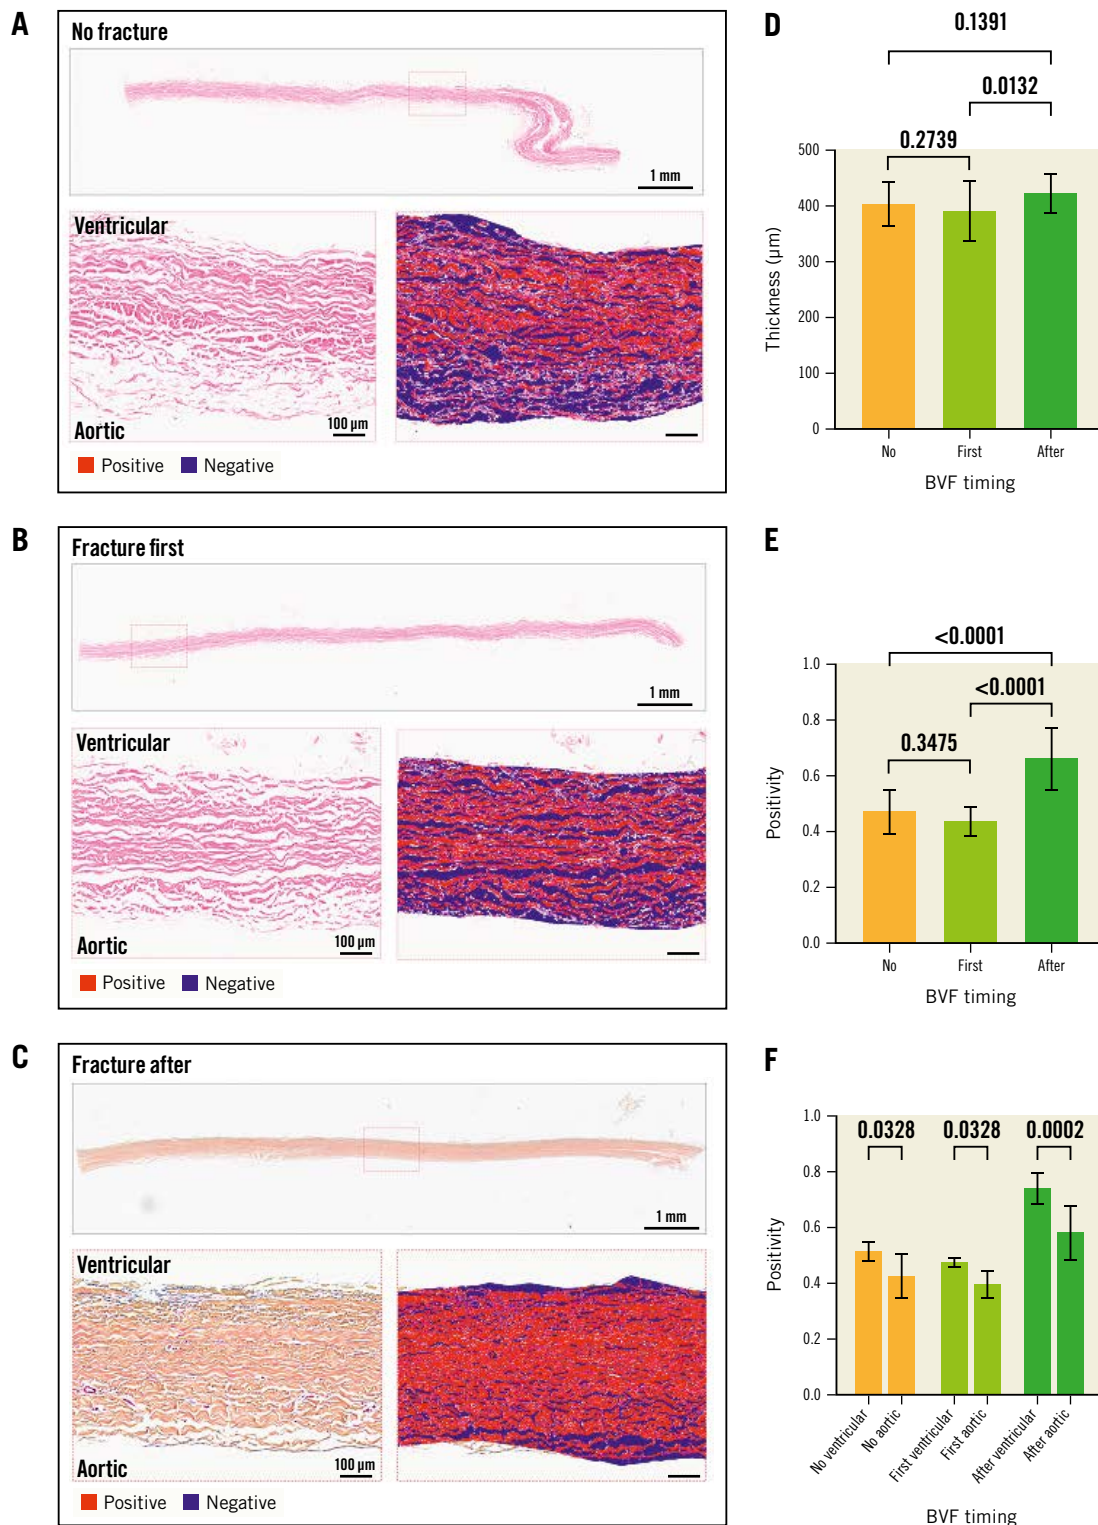 A
No fracture
1 mm
Ventricular
Aortic
100 µm
Positive
Negative
B
Fracture first
1 mm
Ventricular
Aortic
100 µm
Positive
Negative
C
Fracture after
1 mm
Ventricular
Aortic
100 µm
Positive
Negative
D
0.1391
0.0132
0.2739
500
400
300
200
100
0
Thickness (µm)
No First After
BVF timing
E
<0.0001
<0.0001
0.3475
1.0
0.8
0.6
0.4
0.2
0.0
Positivity
No First After
BVF timing
F
0.0328 0.0328 0.0002
1.0
0.8
0.6
0.4
0.2
0.0
Positivity
No ventricular
No aortic
First ventricular
First aortic
After ventricular
After aortic
BVF timing